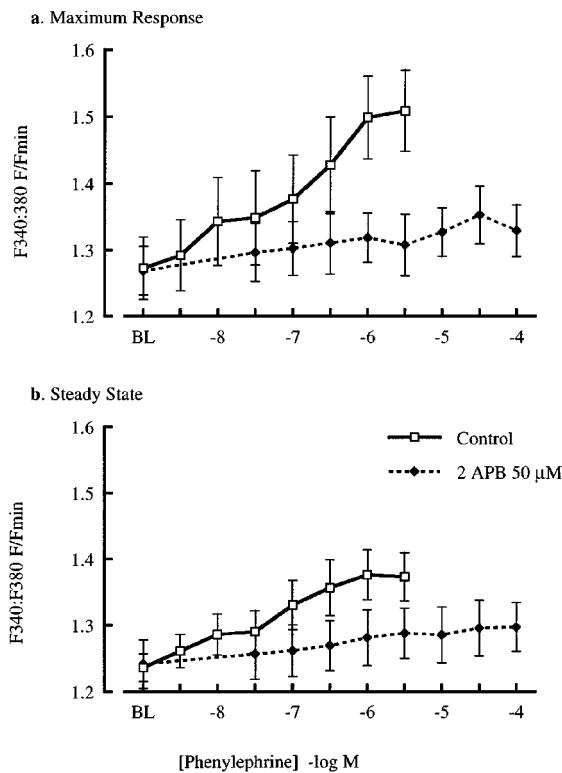 a. Maximum Response
F340:380 F/Fmin
1.6
1.5
1.4
1.3
1.2
BL -8 -7 -6 -5 -4
b. Steady State
F340:F380 F/Fmin
1.6
1.5
1.4
1.3
1.2
Control
2 APB 50 µM
BL -8 -7 -6 -5 -4
[Phenylephrine] -log M